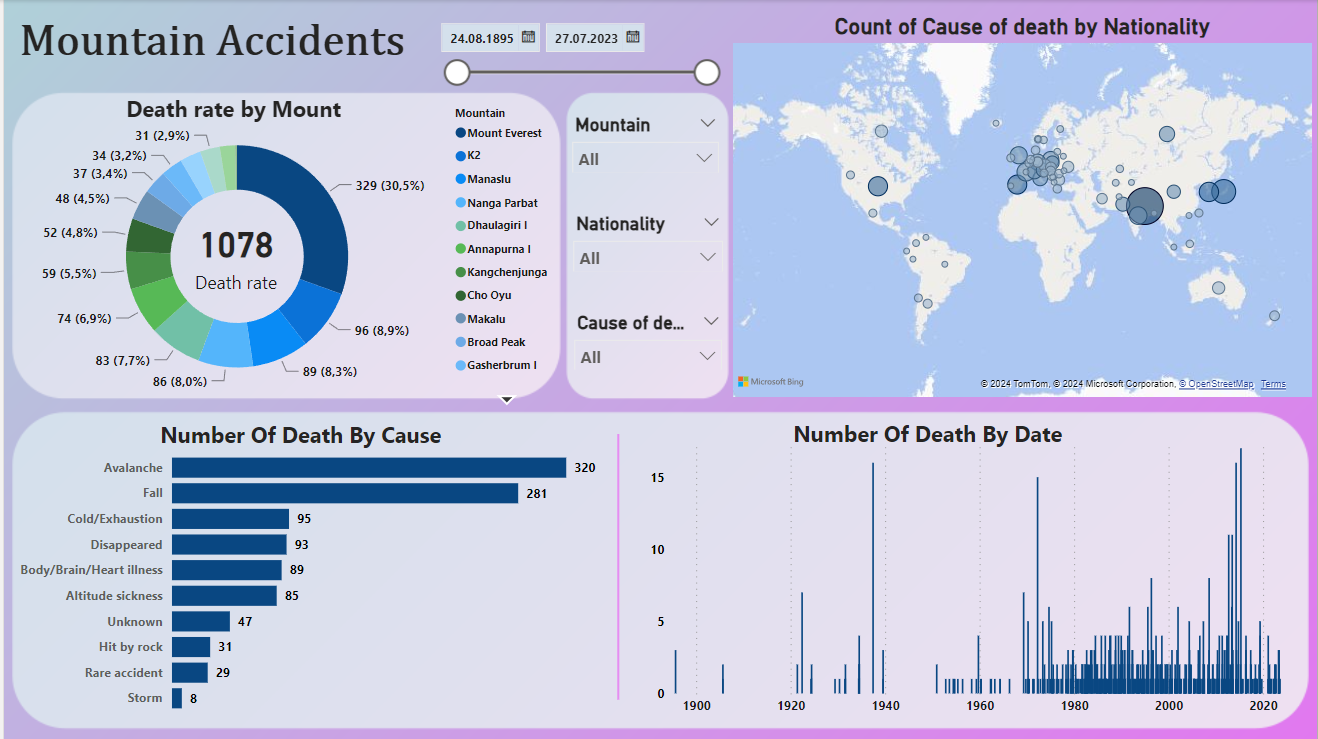 Mountain Accidents
24.08.1895
27.07.2023
Count of Cause of death by Nationality
Death rate by Mount
31 (2,9%)
34 (3,2%)
37 (3,4%)
48 (4,5%)
52 (4,8%)
59 (5,5%)
74 (6,9%)
83 (7,7%)
86 (8,0%)
89 (8,3%)
96 (8,9%)
329 (30,5%)
1078
Death rate
Mountain
Mount Everest
K2
Manaslu
Nanga Parbat
Dhaulagiri I
Annapurna I
Kangchenjunga
Cho Oyu
Makalu
Broad Peak
Gasherbrum I
Mountain
All
Nationality
All
Cause of de...
All
Microsoft Bing
© 2024 TomTom, © 2024 Microsoft Corporation, © OpenStreetMap Terms
Number Of Death By Cause
Avalanche 320
Fall 281
Cold/Exhaustion 95
Disappeared 93
Body/Brain/Heart illness 89
Altitude sickness 85
Unknown 47
Hit by rock 31
Rare accident 29
Storm 8
Number Of Death By Date
15
10
5
0
1900 1920 1940 1960 1980 2000 2020